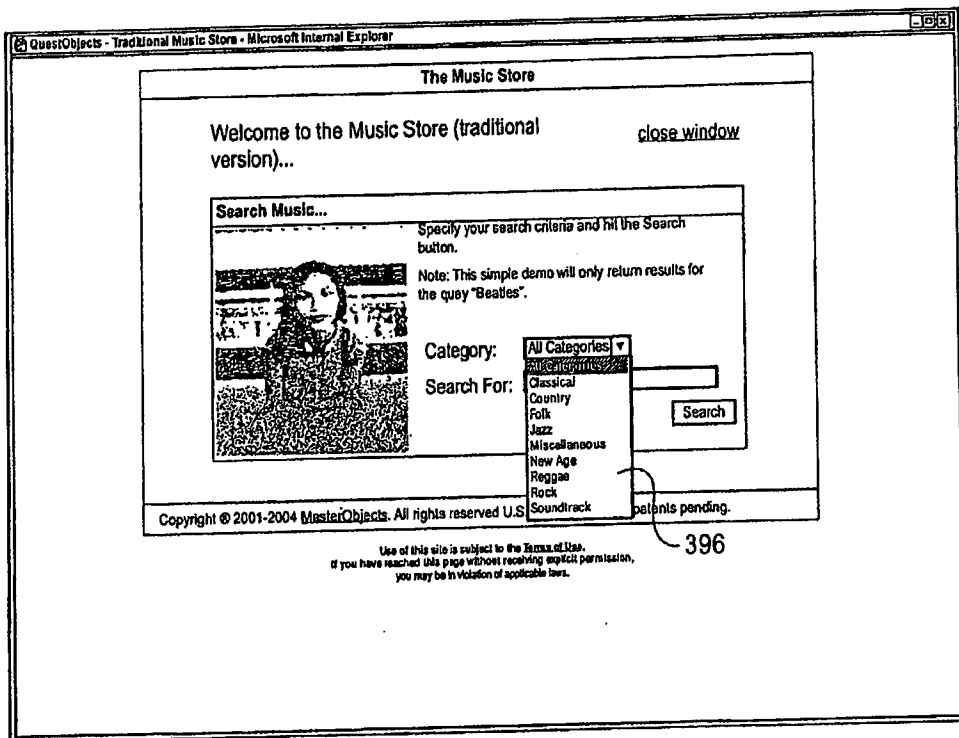 QuestObjects - Traditional Music Store - Microsoft Internet Explorer
The Music Store
Welcome to the Music Store (traditional
version)...
close window
Search Music...
Specify your search criteria and hit the Search
button.
Note: This simple demo will only return results for
the quey "Beatles".
Category:
All Categories
All Categories
Search For:
Classical
Country
Folk
Jazz
Miscellaneous
New Age
Reggae
Rock
Soundtrack
Search
Copyright ® 2001-2004 MasterObjects. All rights reserved U.S. patents pending.
396
Use of this site is subject to the Terms of Use.
If you have reached this page without receiving explicit permission,
you may be in violation of applicable laws.